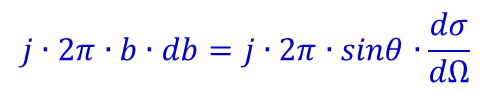 j · 2π · b · db = j · 2π · sinθ · dσ/dΩ